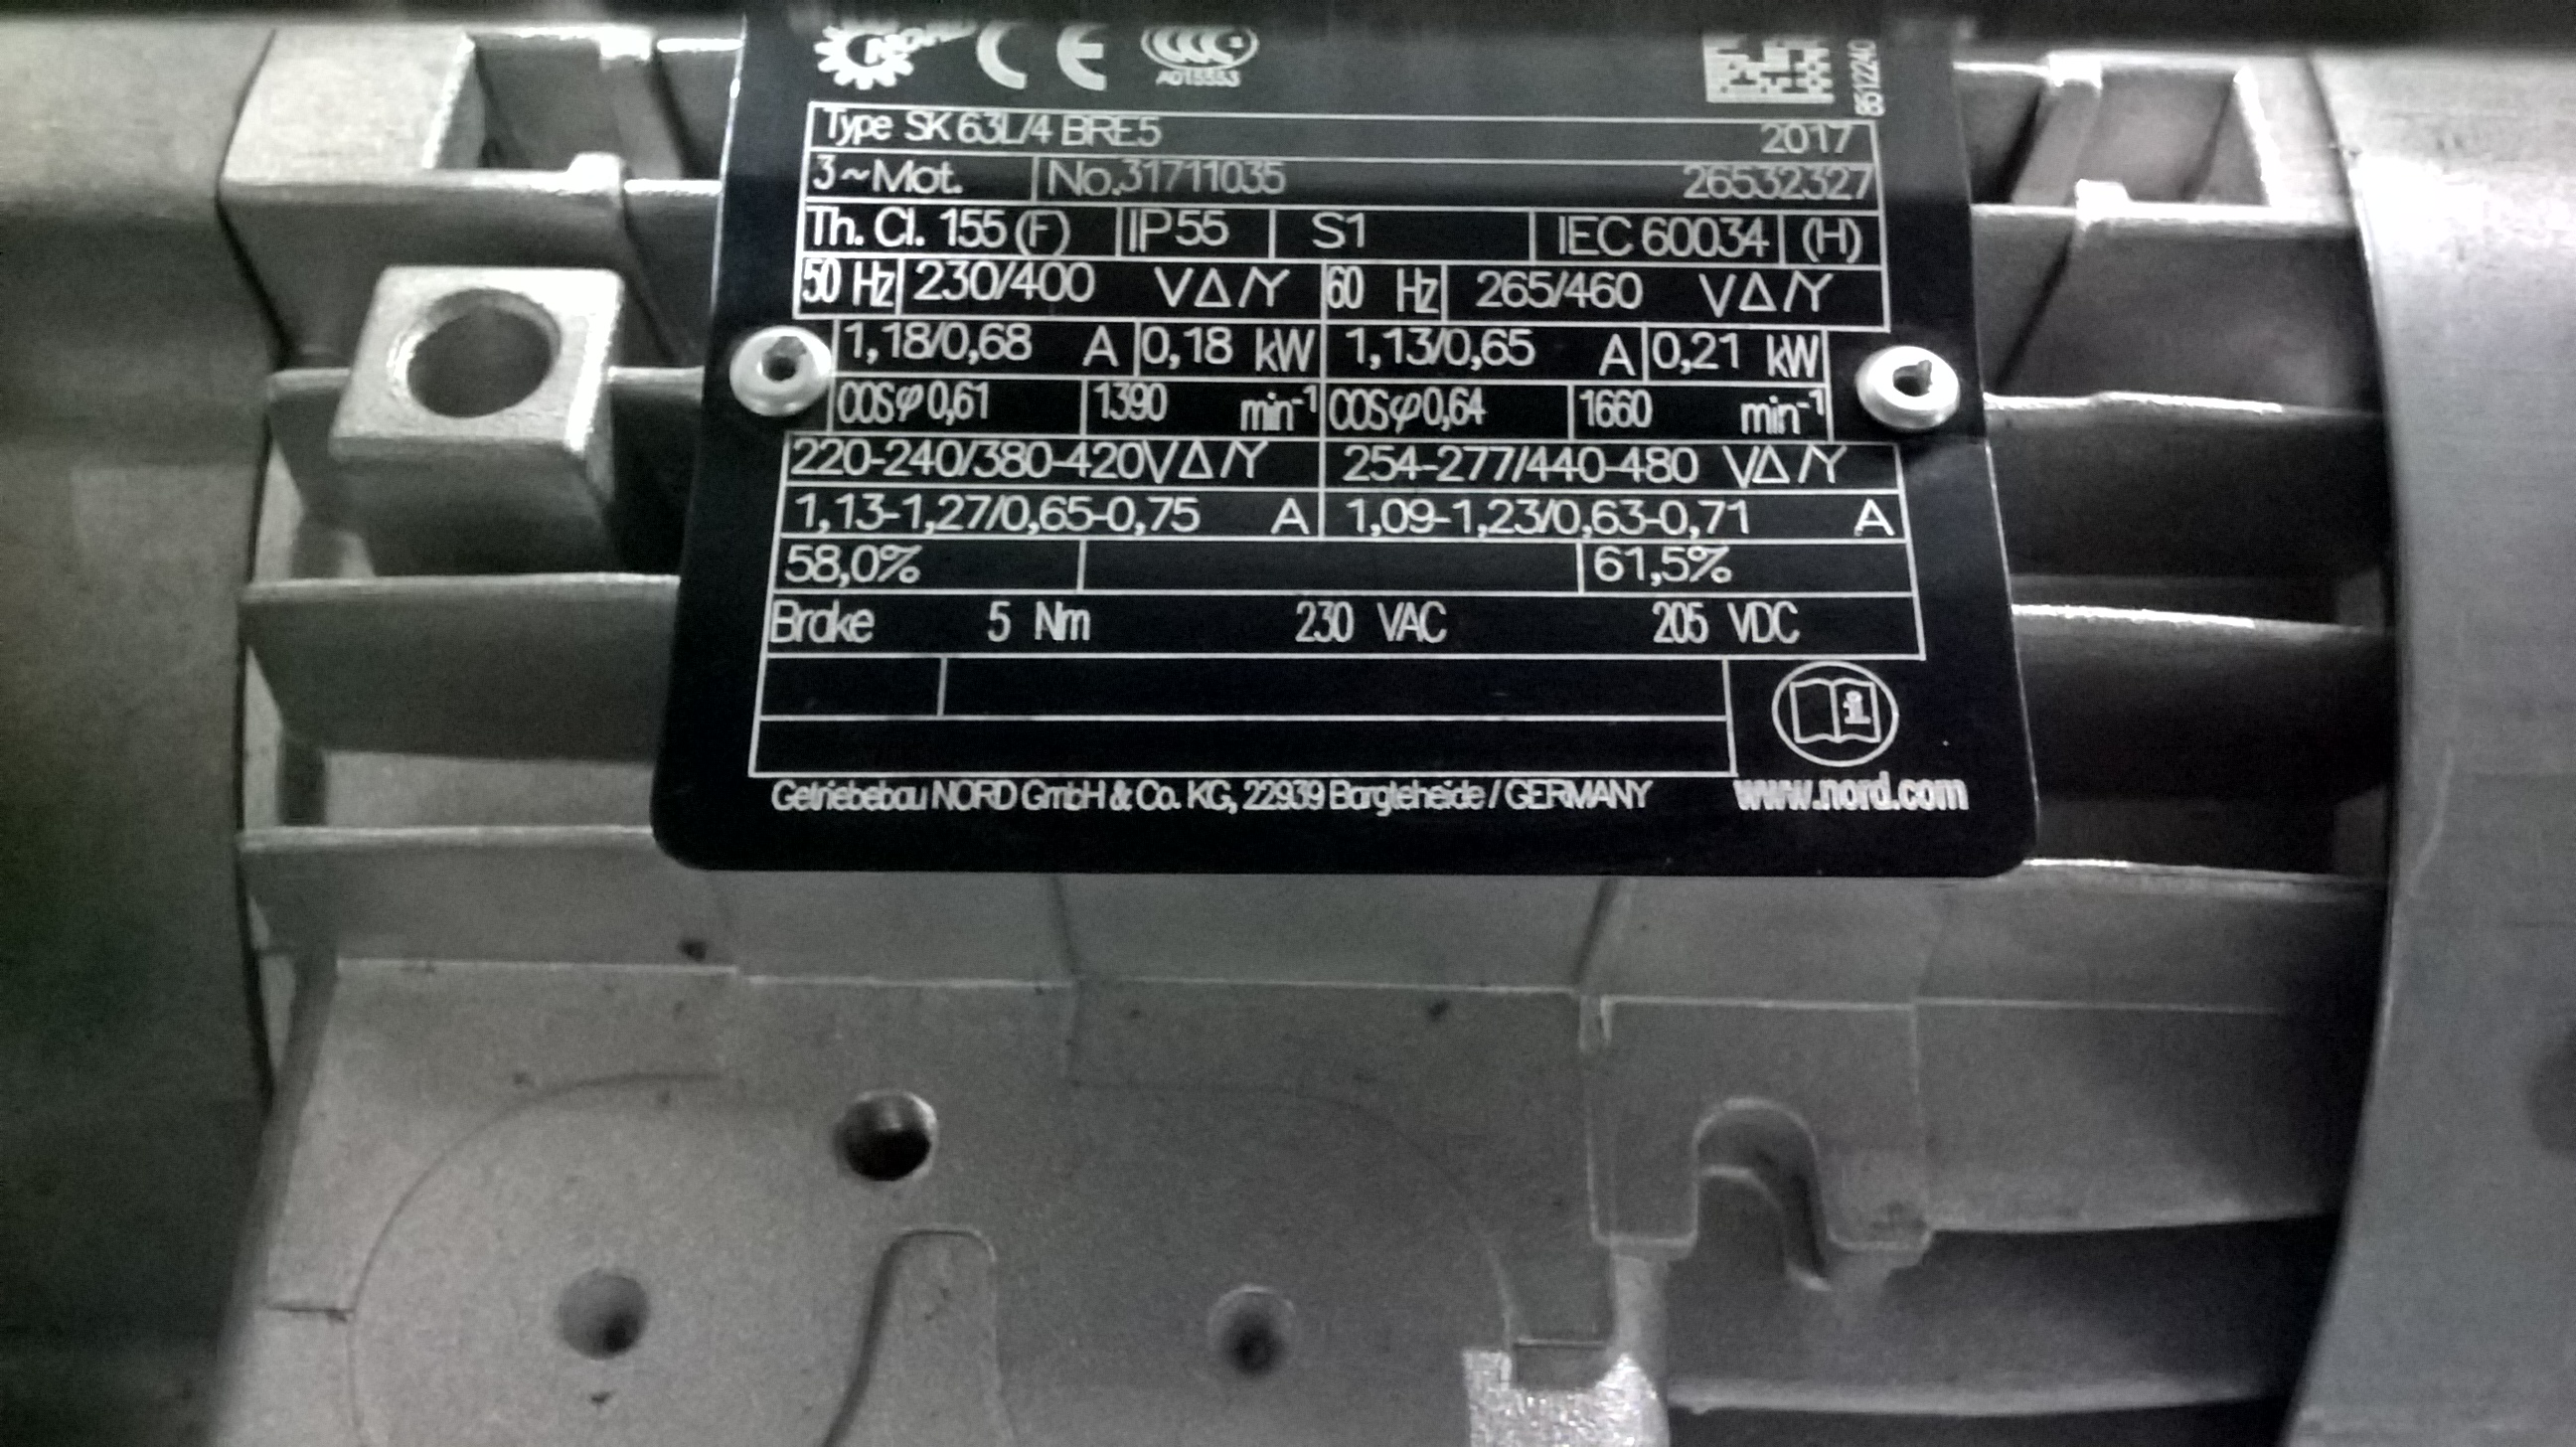 NORD CE CCC
A015553
8512240
Type SK 63L/4 BRE5 2017
3~Mot. No.31711035 26532327
Th. Cl. 155 (F) IP55 S1 IEC 60034 (H)
50 Hz 230/400 VΔ/Y 60 Hz 265/460 VΔ/Y
1,18/0,68 A 0,18 kW 1,13/0,65 A 0,21 kW
COSφ 0,61 1390 min⁻¹ COSφ 0,64 1660 min⁻¹
220-240/380-420VΔ/Y 254-277/440-480 VΔ/Y
1,13-1,27/0,65-0,75 A 1,09-1,23/0,63-0,71 A
58,0% 61,5%
Brake 5 Nm 230 VAC 205 VDC
i
Getriebebau NORD GmbH & Co. KG, 22939 Bargteheide / GERMANY www.nord.com